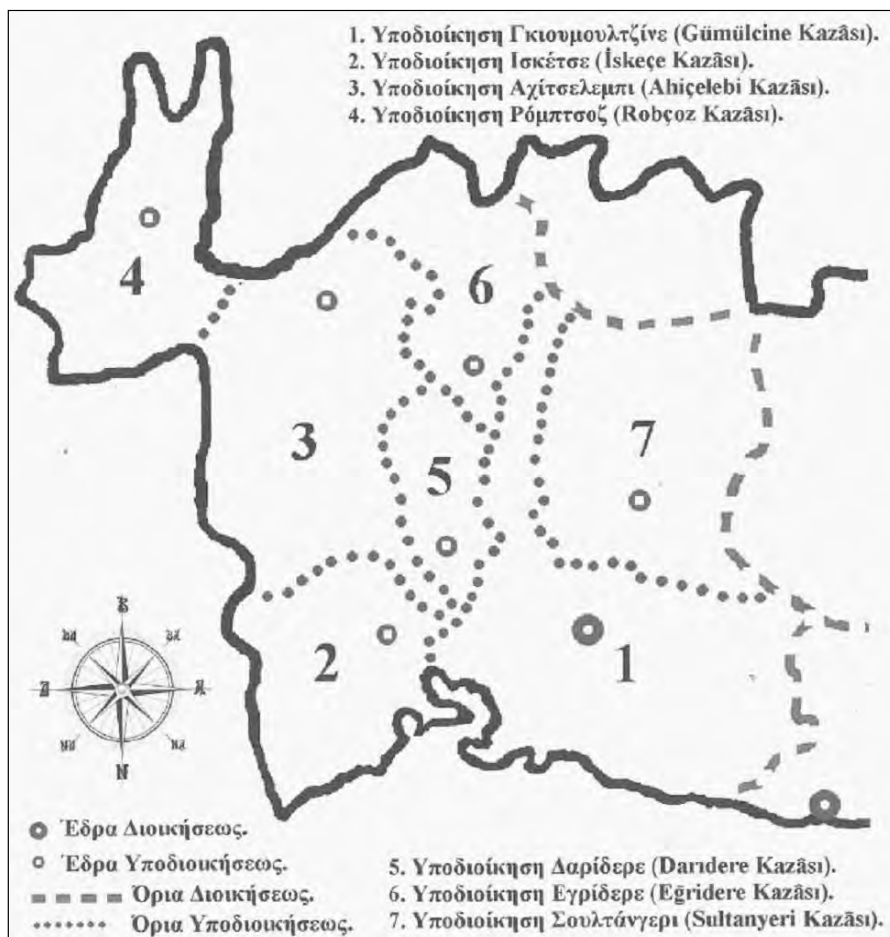 1. Υποδιοίκηση Γκιουμουλτζίνε (Gümülcine Kazâsı).
2. Υποδιοίκηση Ισκέτσε (İskeçe Kazâsı).
3. Υποδιοίκηση Αχίτσελεμπι (Ahiçelebi Kazâsı).
4. Υποδιοίκηση Ρόμπτσοζ (Robçoz Kazâsı).
4
6
3
7
5
2
1
Β
Ν
Έδρα Διοικήσεως.
Έδρα Υποδιοικήσεως.
Όρια Διοικήσεως.
Όρια Υποδιοικήσεως.
5. Υποδιοίκηση Δαρίδερε (Darıdere Kazâsı).
6. Υποδιοίκηση Εγρίδερε (Eğridere Kazâsı).
7. Υποδιοίκηση Σουλτάνγερι (Sultanyeri Kazâsı).